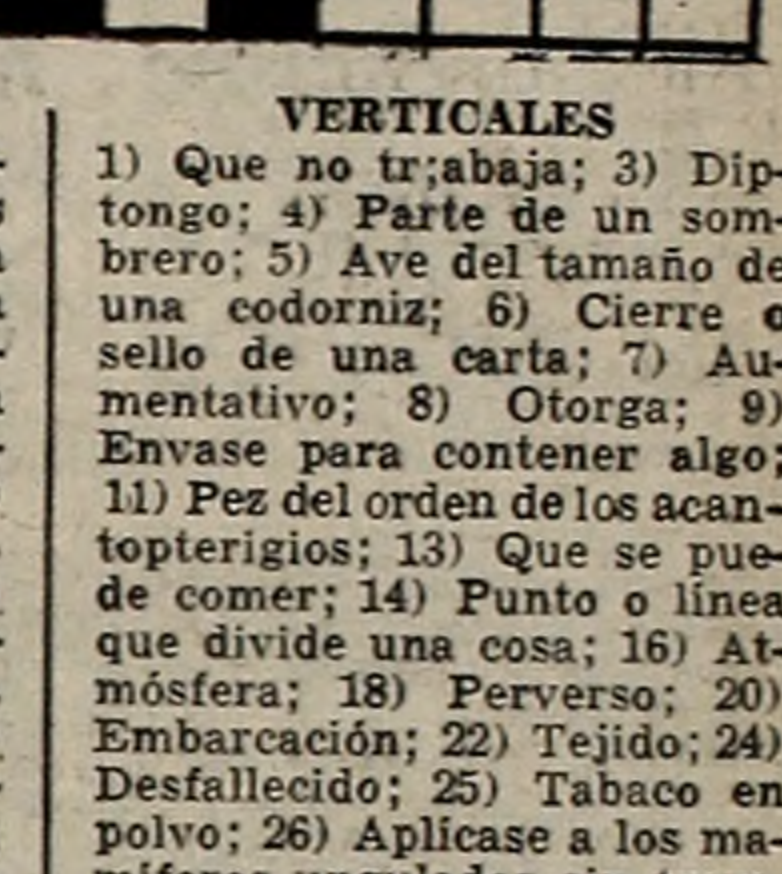 VERTICALES
1) Que no tr;abaja; 3) Dip-
tongo; 4) Parte de un som-
brero; 5) Ave del tamaño de
una codorniz; 6) Cierre o
sello de una carta; 7) Au-
mentativo; 8) Otorga; 9)
Envase para contener algo;
11) Pez del orden de los acan-
topterigios; 13) Que se pue-
de comer; 14) Punto o línea
que divide una cosa; 16) At-
mósfera; 18) Perverso; 20)
Embarcación; 22) Tejido; 24)
Desfallecido; 25) Tabaco en
polvo; 26) Aplícase a los ma-
míferos ungulados